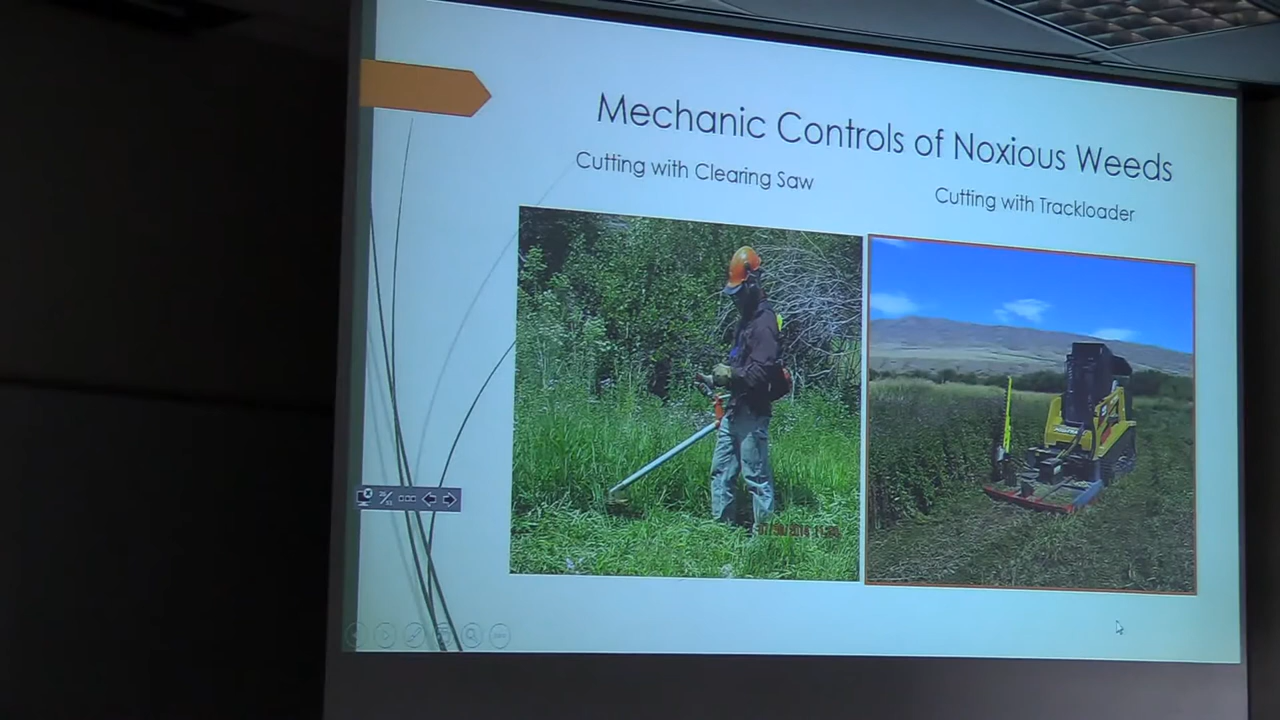 Mechanic Controls of Noxious Weeds
Cutting with Clearing Saw
Cutting with Trackloader